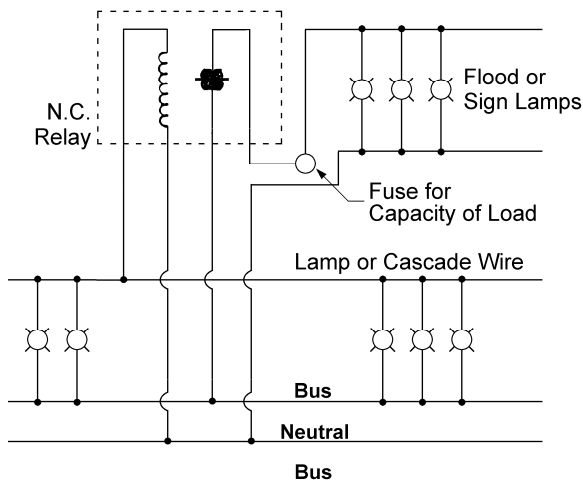 N.C.
Relay
Flood or
Sign Lamps
Fuse for
Capacity of Load
Lamp or Cascade Wire
Bus
Neutral
Bus